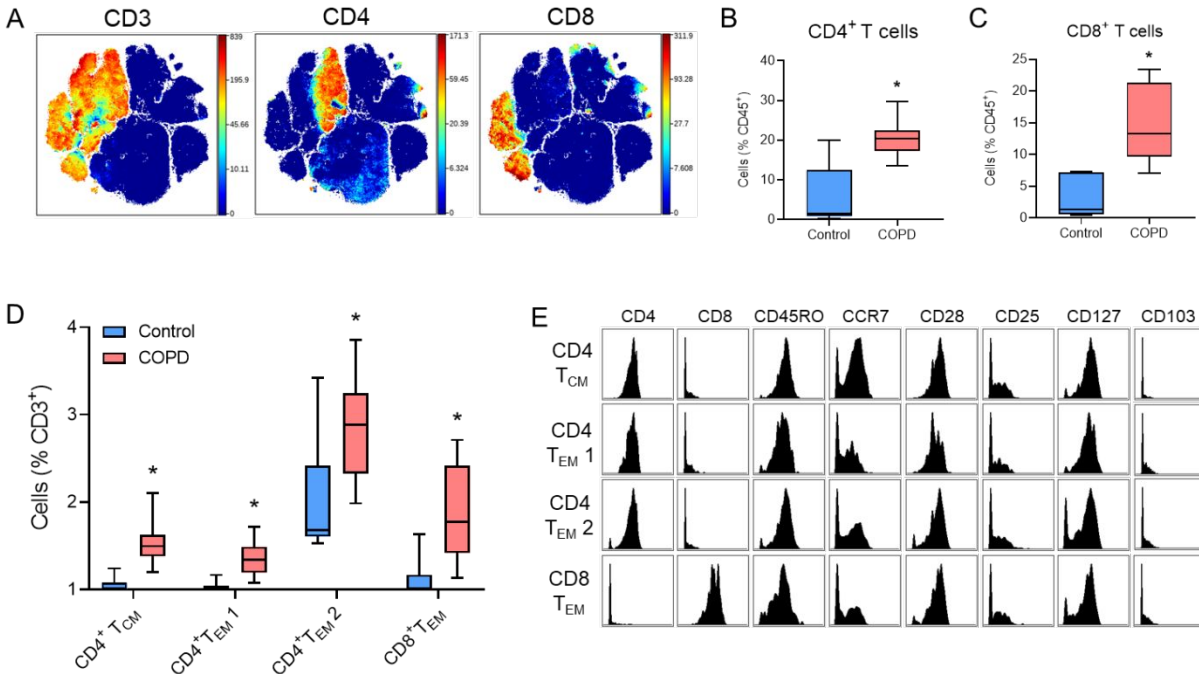 A
CD3
CD4
CD8
839
195.9
45.66
10.11
0
171.3
59.45
20.39
6.324
0
311.9
93.28
27.7
7.608
0
B
CD4+ T cells
Cells (% CD45+)
40
30
20
10
0
*
Control
COPD
C
CD8+ T cells
Cells (% CD45+)
25
20
15
10
5
0
*
Control
COPD
D
Cells (% CD3+)
4
3
2
1
Control
COPD
*
*
*
*
CD4+ TCM
CD4+TEM 1
CD4+TEM 2
CD8+TEM
E
CD4 CD8 CD45RO CCR7 CD28 CD25 CD127 CD103
CD4
TCM
CD4
TEM 1
CD4
TEM 2
CD8
TEM